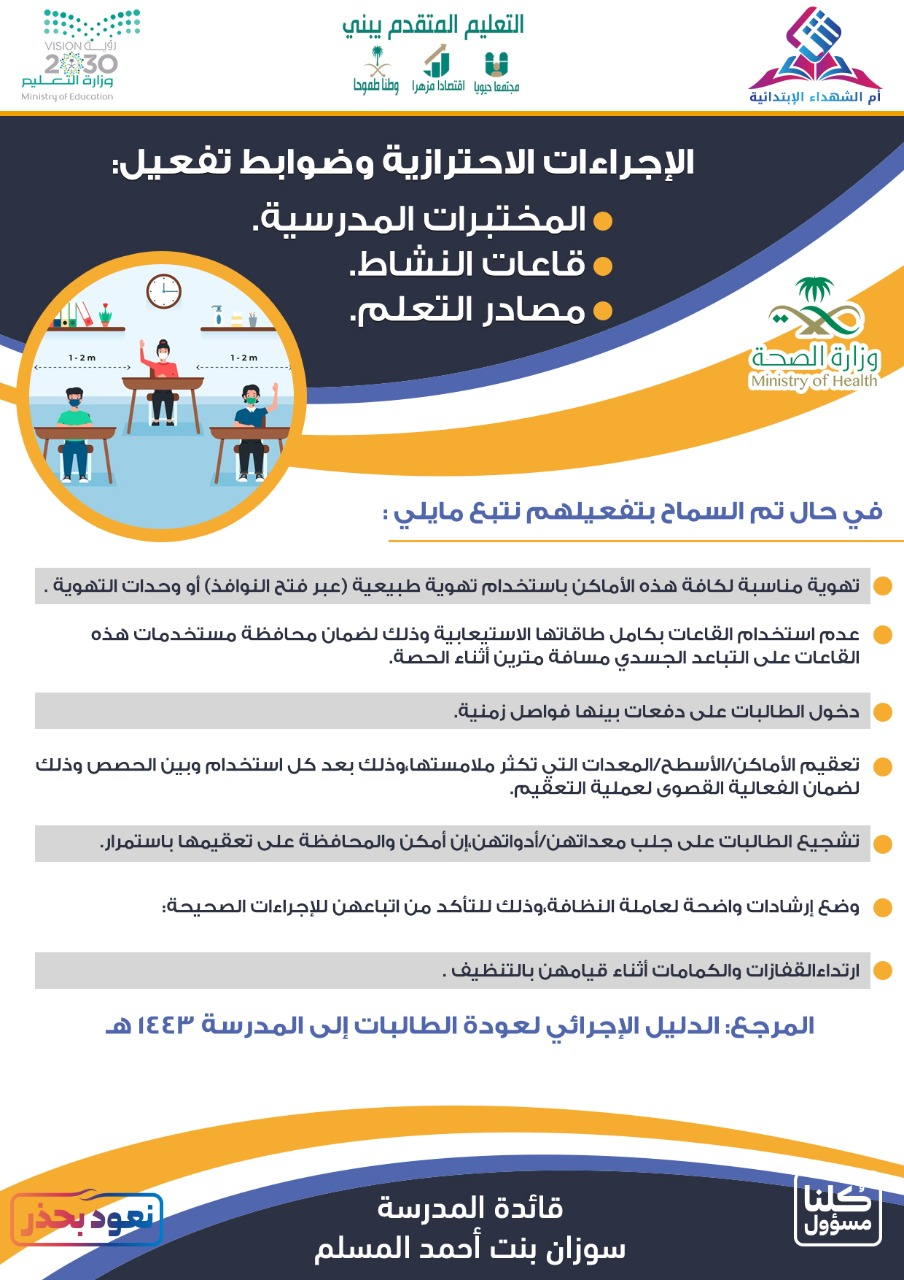 أم الشهداء الإبتدائية
التعليم المتقدم يبني
مجتمعا حيويا
اقتصادا مزهرا
وطنا طموحا
VISION رؤية
2030
وزارة التعليم
Ministry of Education
الإجراءات الاحترازية وضوابط تفعيل:
المختبرات المدرسية.
قاعات النشاط.
مصادر التعلم.
وزارة الصحة
Ministry of Health
1 - 2 m
1 - 2 m
في حال تم السماح بتفعيلهم نتبع مايلي :
تهوية مناسبة لكافة هذه الأماكن باستخدام تهوية طبيعية (عبر فتح النوافذ) أو وحدات التهوية .
عدم استخدام القاعات بكامل طاقاتها الاستيعابية وذلك لضمان محافظة مستخدمات هذه
القاعات على التباعد الجسدي مسافة مترين أثناء الحصة.
دخول الطالبات على دفعات بينها فواصل زمنية.
تعقيم الأماكن/الأسطح/المعدات التي تكثر ملامستها،وذلك بعد كل استخدام وبين الحصص وذلك
لضمان الفعالية القصوى لعملية التعقيم.
تشجيع الطالبات على جلب معداتهن/أدواتهن،إن أمكن والمحافظة على تعقيمها باستمرار.
وضع إرشادات واضحة لعاملة النظافة،وذلك للتأكد من اتباعهن للإجراءات الصحيحة:
ارتداءالقفازات والكمامات أثناء قيامهن بالتنظيف .
المرجع: الدليل الإجرائي لعودة الطالبات إلى المدرسة ١٤٤٣ هـ
كلنا
مسؤول
قائدة المدرسة
سوزان بنت أحمد المسلم
نعود بحذر